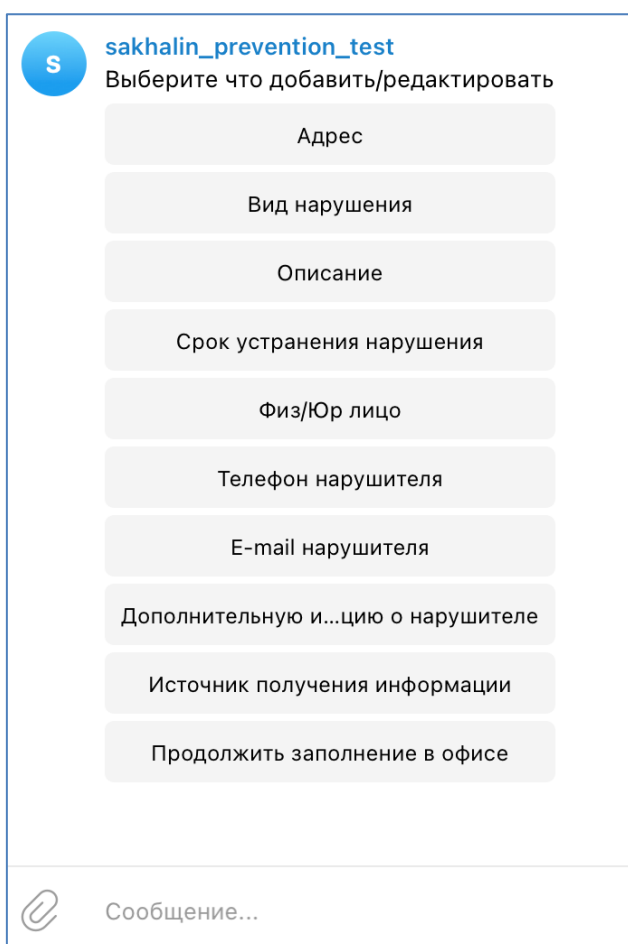 S
sakhalin_prevention_test
Выберите что добавить/редактировать
Адрес
Вид нарушения
Описание
Срок устранения нарушения
Физ/Юр лицо
Телефон нарушителя
E-mail нарушителя
Дополнительную и...цию о нарушителе
Источник получения информации
Продолжить заполнение в офисе
Сообщение...